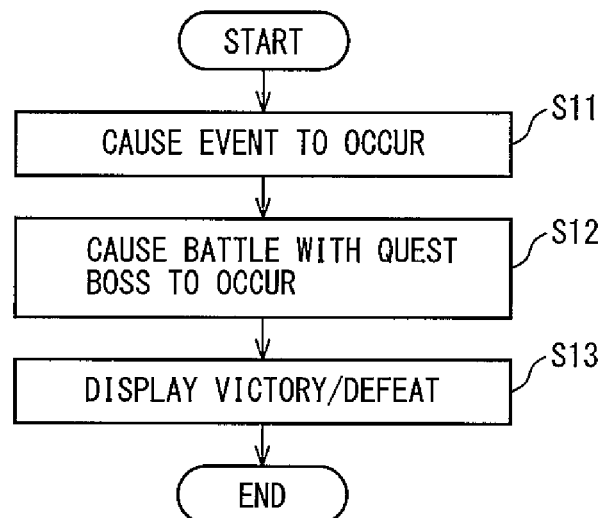 START
CAUSE EVENT TO OCCUR
S11
CAUSE BATTLE WITH QUEST
BOSS TO OCCUR
S12
DISPLAY VICTORY/DEFEAT
S13
END